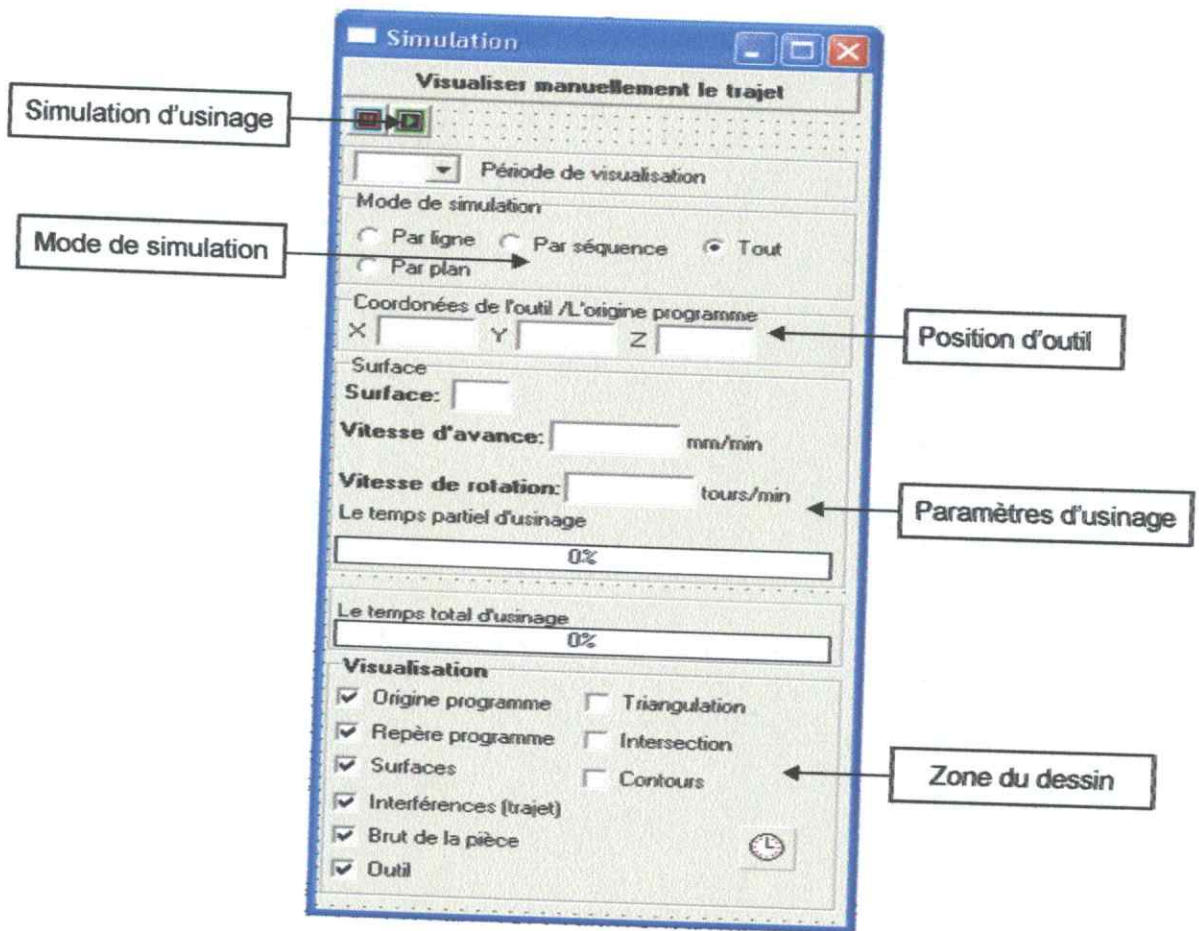 Simulation
Visualiser manuellement le trajet
Simulation d'usinage
Période de visualisation
Mode de simulation
Par ligne Par séquence Tout
Mode de simulation
Par plan
Coordonées de l'outil /L'origine programme
X Y Z
Position d'outil
Surface
Surface:
Vitesse d'avance: mm/min
Vitesse de rotation: tours/min
Paramètres d'usinage
Le temps partiel d'usinage
0%
Le temps total d'usinage
0%
Visualisation
Origine programme Triangulation
Repère programme Intersection
Surfaces Contours
Zone du dessin
Interférences (trajet)
Brut de la pièce
Outil